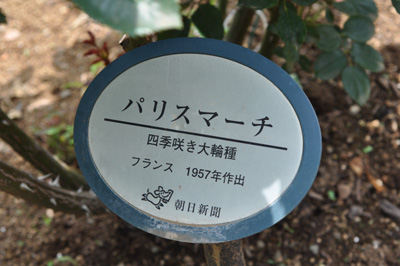 パリスマーチ
四季咲き大輪種
フランス 1957年作出
朝日新聞